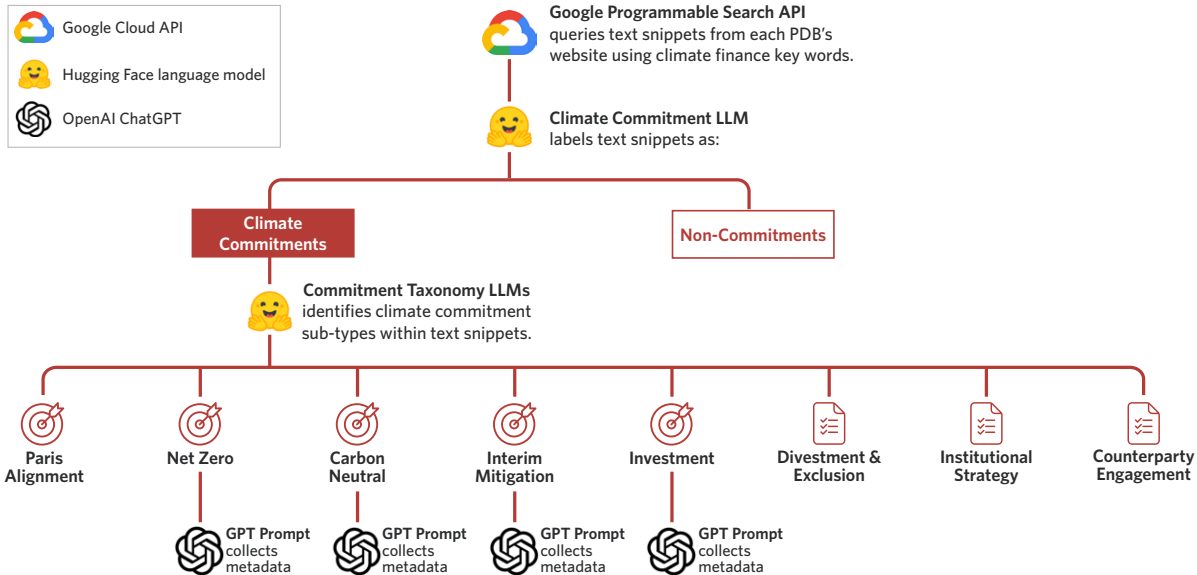 Google Cloud API
Hugging Face language model
OpenAI ChatGPT
Google Programmable Search API
queries text snippets from each PDB’s
website using climate finance key words.
Climate Commitment LLM
labels text snippets as:
Climate
Commitments
Non-Commitments
Commitment Taxonomy LLMs
identifies climate commitment
sub-types within text snippets.
Paris
Alignment
Net Zero
Carbon
Neutral
Interim
Mitigation
Investment
Divestment &
Exclusion
Institutional
Strategy
Counterparty
Engagement
GPT Prompt
collects
metadata
GPT Prompt
collects
metadata
GPT Prompt
collects
metadata
GPT Prompt
collects
metadata